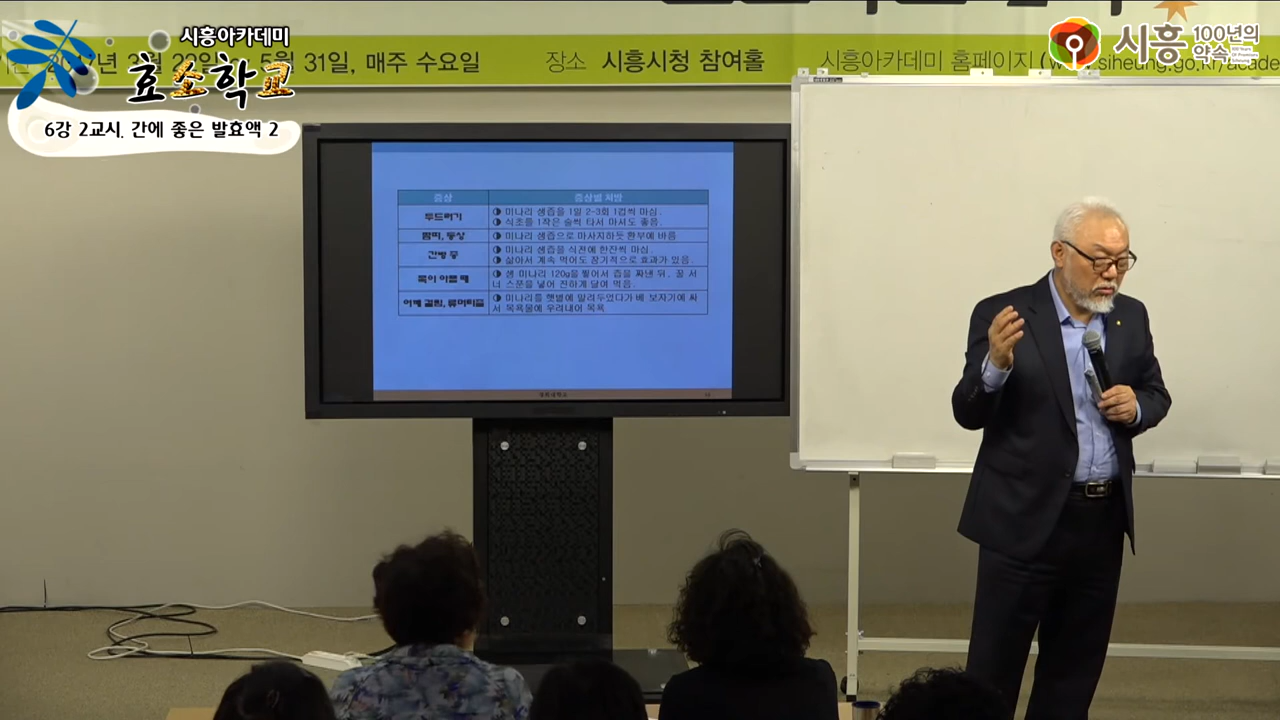 시흥아카데미
효소학교
6강 2교시. 간에 좋은 발효액 2
5월 31일, 매주 수요일
장소 시흥시청 참여홀
시흥아카데미 홈페이지
시흥 100년의
약속
증상 증상별 처방
두드러기
◑ 미나리 생즙을 1일 2-3회 1컵씩 마심.
◑ 식초를 1작은 술씩 타서 마셔도 좋음.
땀띠, 동상
◑ 미나리 생즙으로 마사지하듯 환부에 바름
간병 중
◑ 미나리 생즙을 식전에 한잔씩 마심.
◑ 삶아서 계속 먹어도 장기적으로 효과가 있음.
목이 아플 때
◑ 생 미나리 120g을 찧어서 즙을 짜낸 뒤, 꿀 서
너 스푼을 넣어 진하게 달여 먹음.
어깨 결림, 류머티즘
◑ 미나리를 햇볕에 말려두었다가 베 보자기에 싸
서 목욕물에 우려내어 목욕